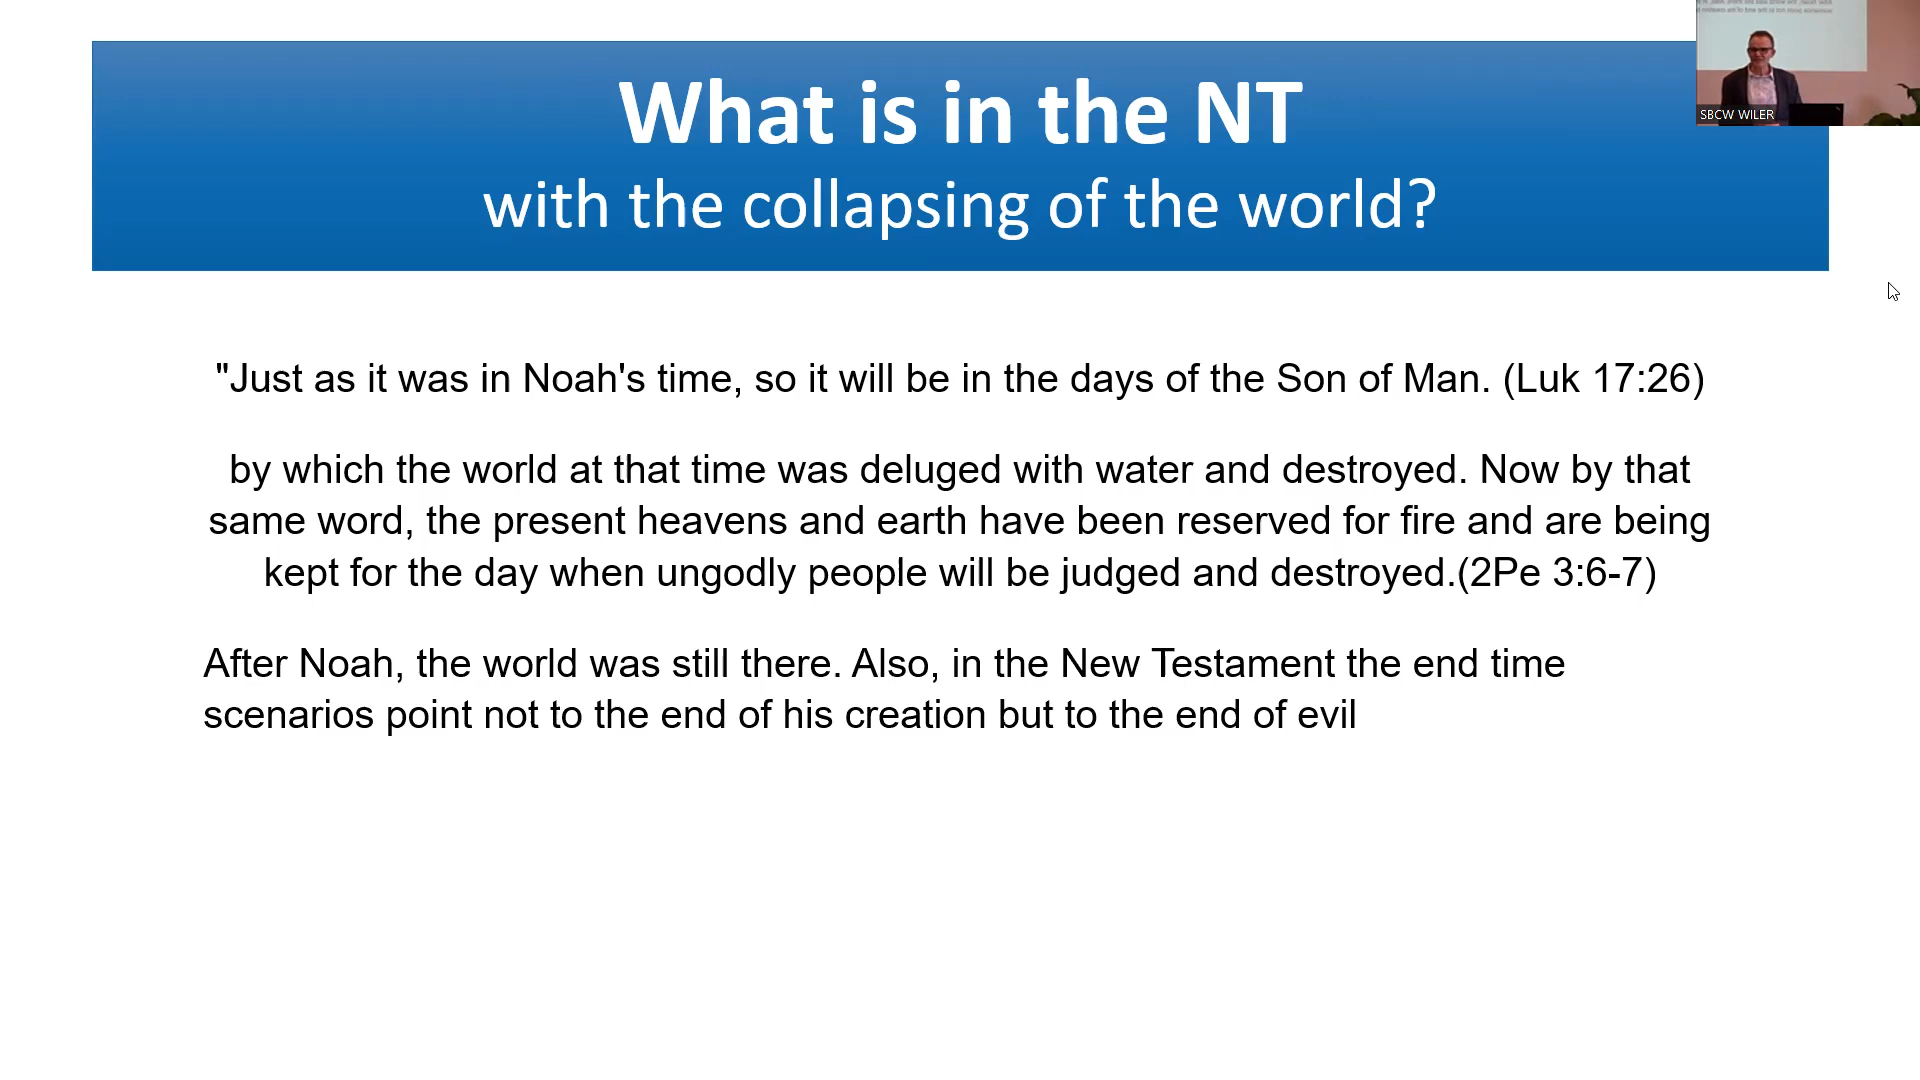 What is in the NT
with the collapsing of the world?
SBCW WILER
"Just as it was in Noah's time, so it will be in the days of the Son of Man. (Luk 17:26)
by which the world at that time was deluged with water and destroyed. Now by that
same word, the present heavens and earth have been reserved for fire and are being
kept for the day when ungodly people will be judged and destroyed.(2Pe 3:6-7)
After Noah, the world was still there. Also, in the New Testament the end time
scenarios point not to the end of his creation but to the end of evil